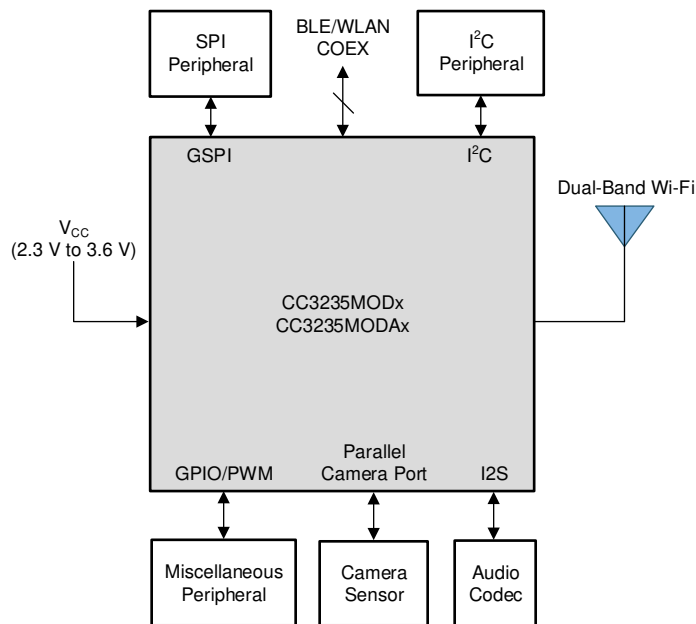 SPI
Peripheral
BLE/WLAN
COEX
I²C
Peripheral
GSPI
I²C
Dual-Band Wi-Fi
VCC
(2.3 V to 3.6 V)
CC3235MODx
CC3235MODAx
GPIO/PWM
Parallel
Camera Port
I2S
Miscellaneous
Peripheral
Camera
Sensor
Audio
Codec